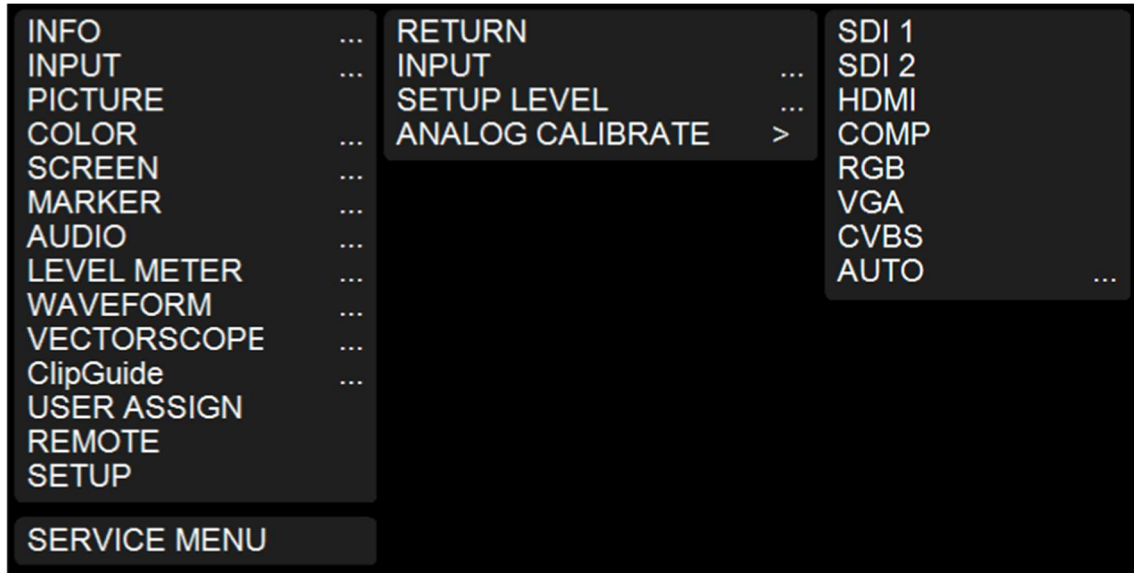 INFO ...
INPUT ...
PICTURE
COLOR ...
SCREEN ...
MARKER ...
AUDIO ...
LEVEL METER ...
WAVEFORM ...
VECTORSCOPE ...
ClipGuide ...
USER ASSIGN
REMOTE
SETUP
SERVICE MENU
RETURN
INPUT ...
SETUP LEVEL ...
ANALOG CALIBRATE >
SDI 1
SDI 2
HDMI
COMP
RGB
VGA
CVBS
AUTO ...